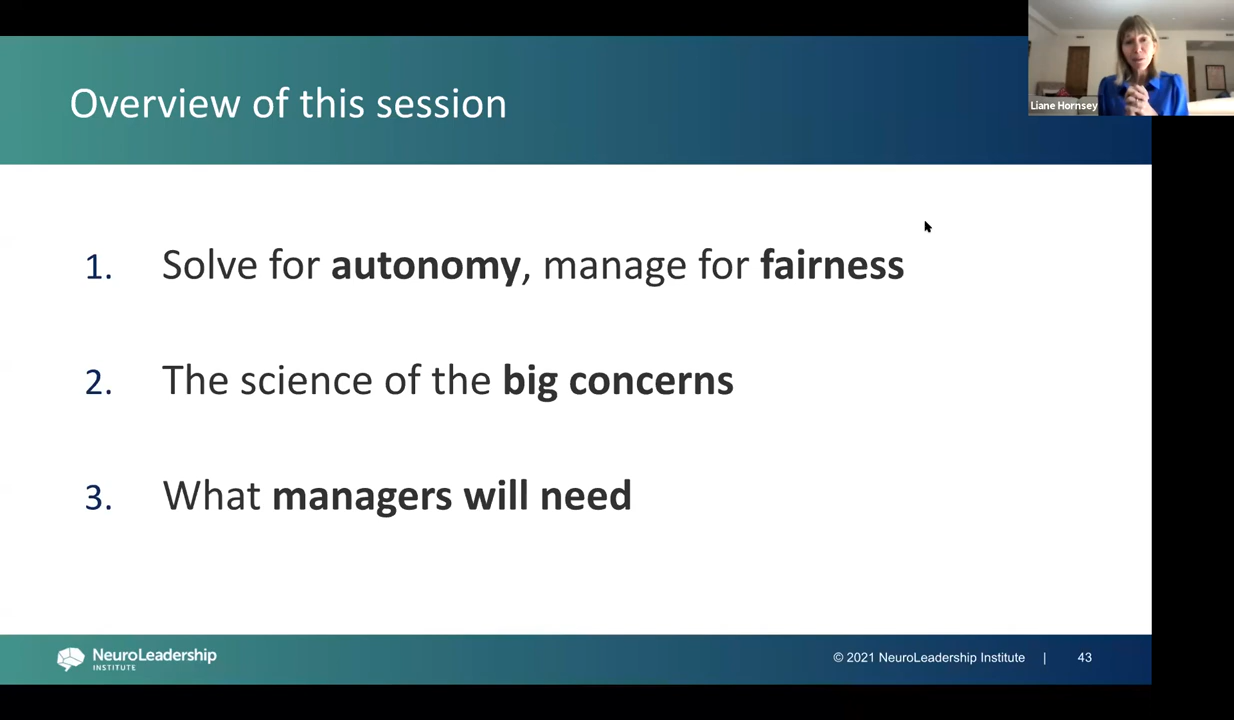 Overview of this session
Liane Hornsey
1. Solve for autonomy, manage for fairness
2. The science of the big concerns
3. What managers will need
NeuroLeadership
INSTITUTE
© 2021 NeuroLeadership Institute | 43